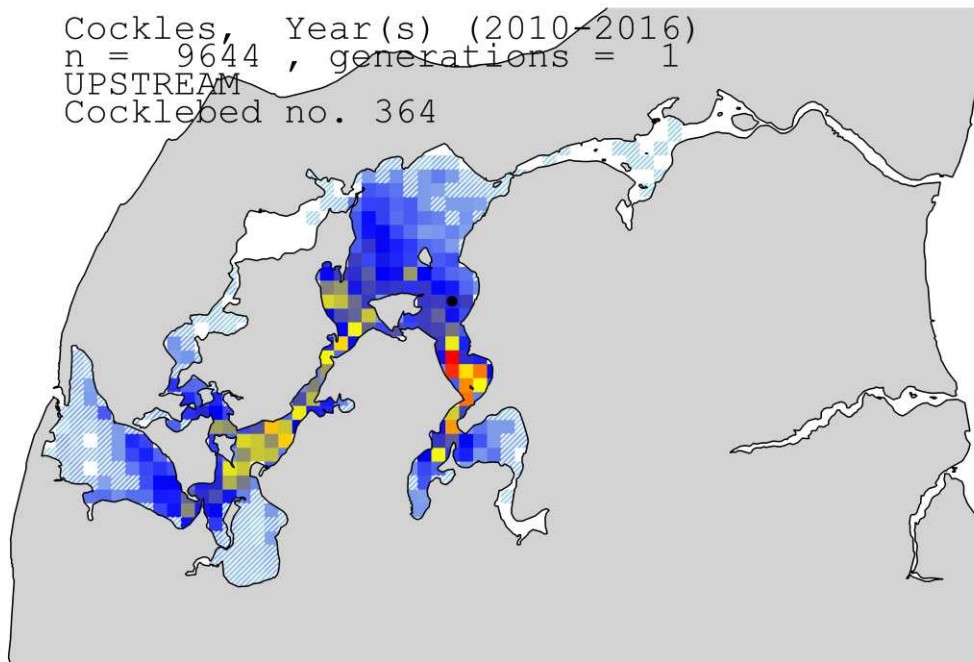 Cockles, Year(s) (2010-2016)
n = 9644 , generations = 1
UPSTREAM
Cocklebed no. 364